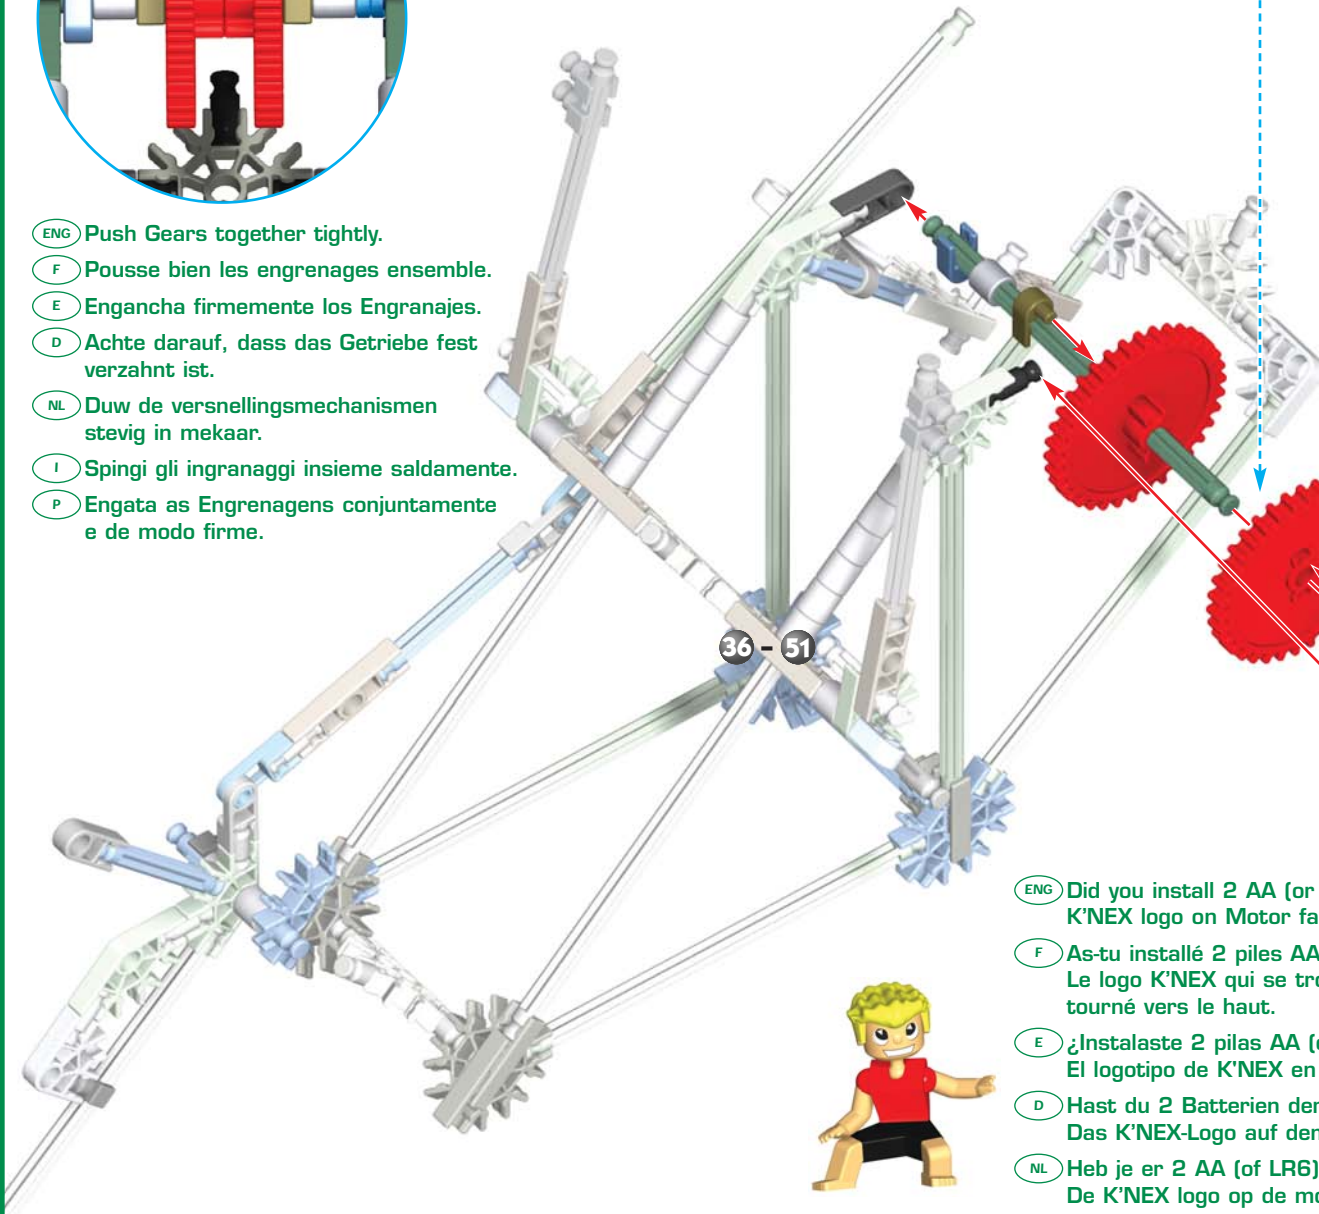 ENG Push Gears together tightly.
F Pousse bien les engrenages ensemble.
E Engancha firmemente los Engranajes.
D Achte darauf, dass das Getriebe fest
verzahnt ist.
NL Duw de versnellingsmechanismen
stevig in mekaar.
I Spingi gli ingranaggi insieme saldamente.
P Engata as Engrenagens conjuntamente
e de modo firme.
36 - 51
ENG Did you install 2 AA (or
K'NEX logo on Motor fa
F As-tu installé 2 piles AA
Le logo K'NEX qui se tro
tourné vers le haut.
E ¿Instalaste 2 pilas AA (
El logotipo de K'NEX en
D Hast du 2 Batterien der
Das K'NEX-Logo auf der
NL Heb je er 2 AA (of LR6)
De K'NEX logo op de mo